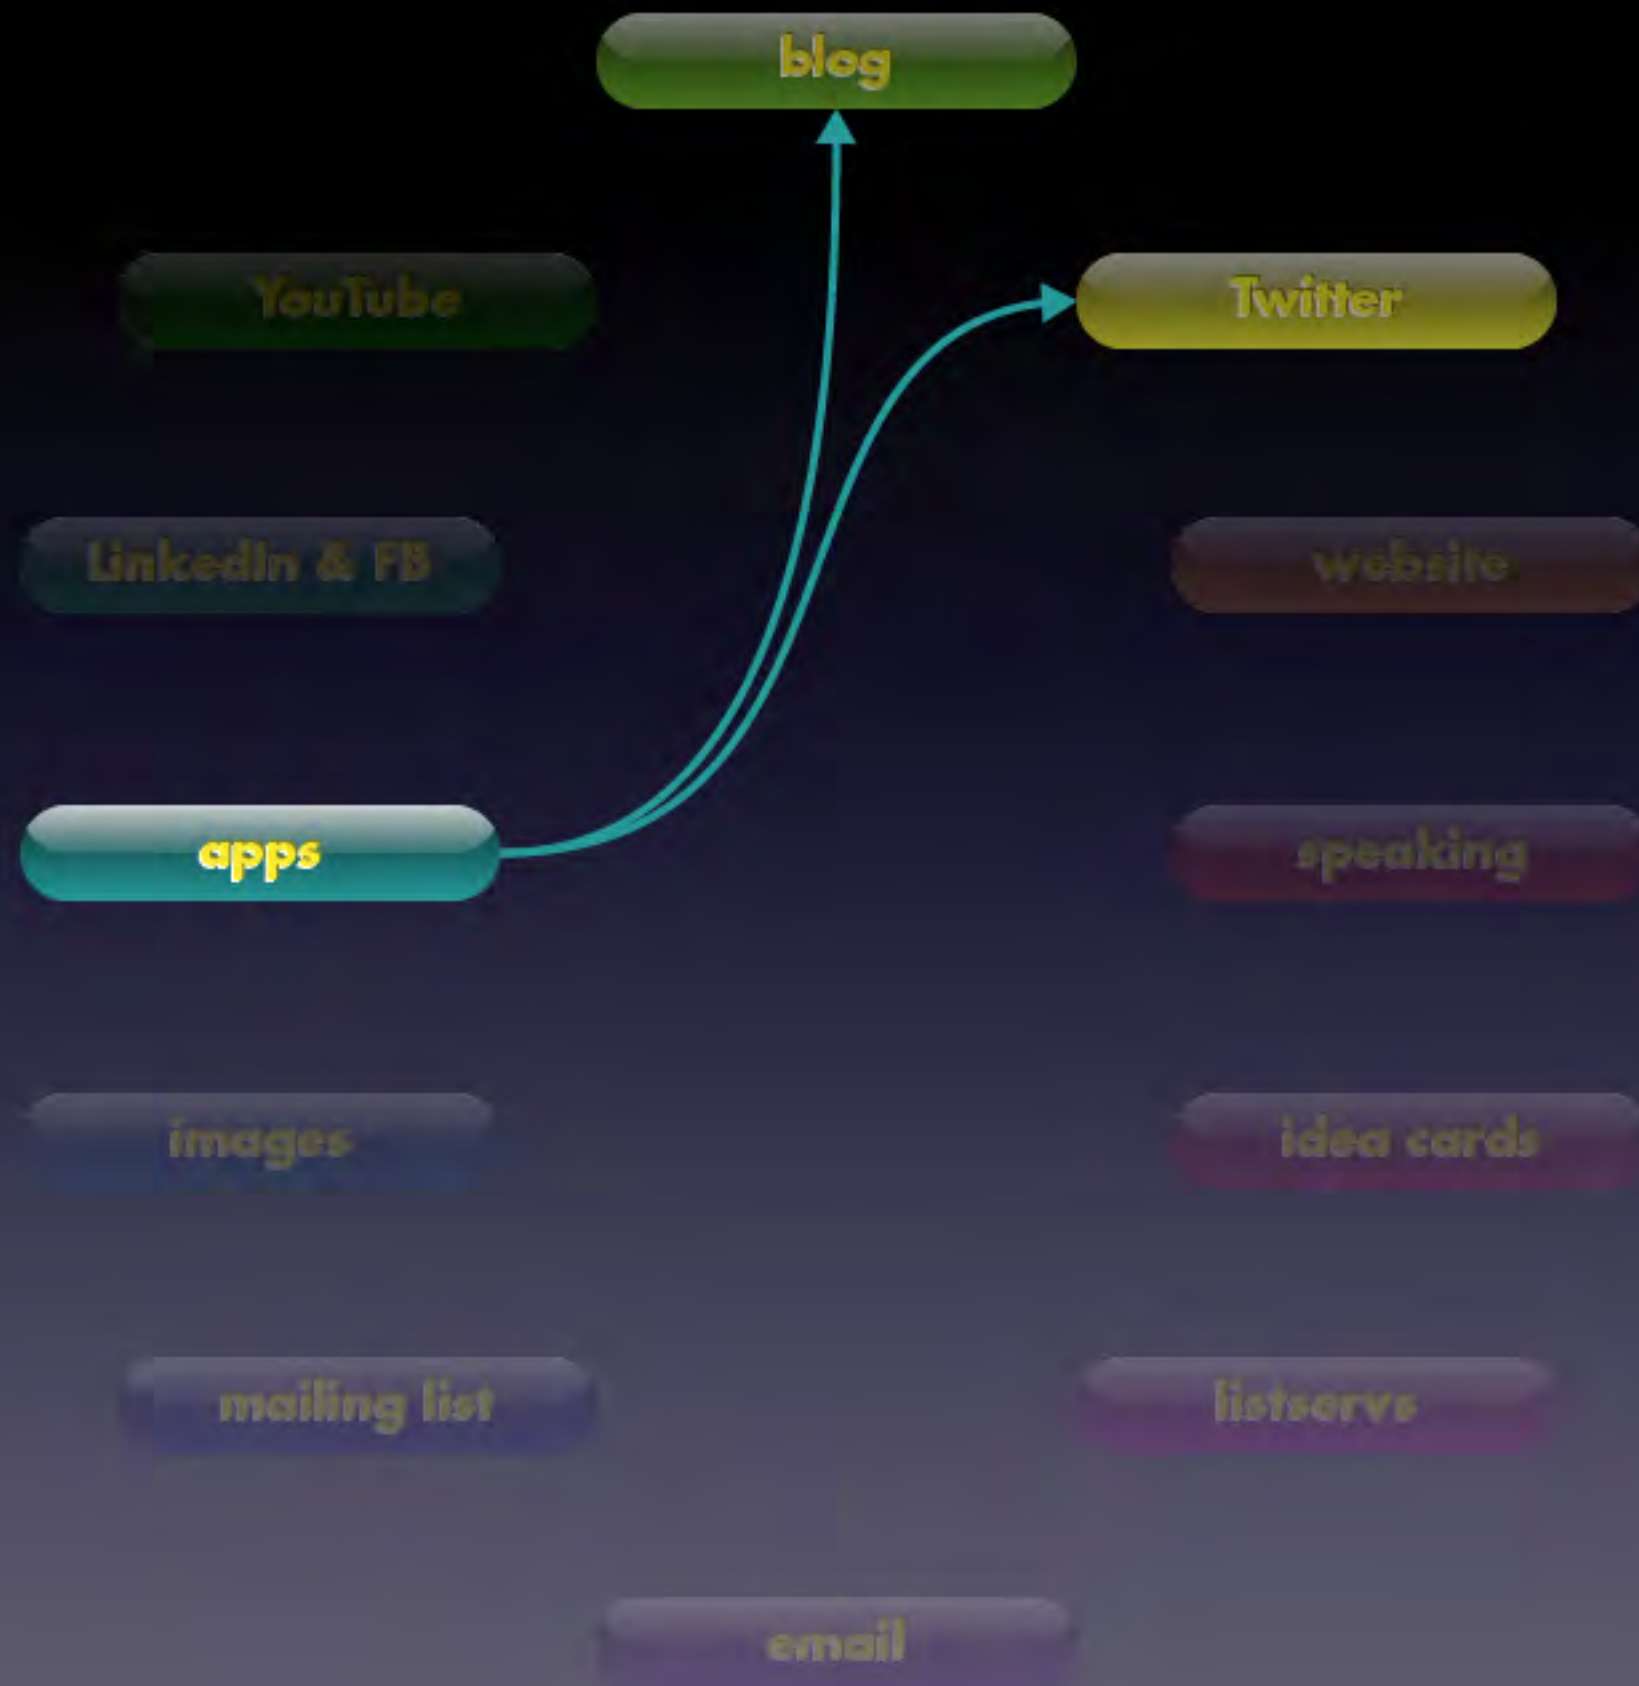 blog
YouTube
Twitter
LinkedIn & FB
website
apps
speaking
images
idea cards
mailing list
listservs
email